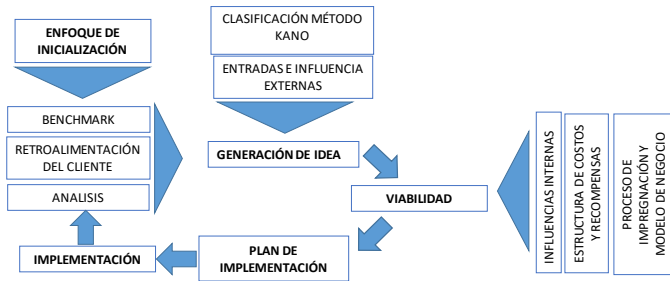 ENFOQUE DE
INICIALIZACIÓN
CLASIFICACIÓN MÉTODO
KANO
ENTRADAS E INFLUENCIA
EXTERNAS
BENCHMARK
RETROALIMENTACIÓN
DEL CLIENTE
ANALISIS
GENERACIÓN DE IDEA
VIABILIDAD
INFLUENCIAS INTERNAS
ESTRUCTURA DE COSTOS
Y RECOMPENSAS
PROCESO DE
IMPREGNACIÓN Y
MODELO DE NEGOCIO
IMPLEMENTACIÓN
PLAN DE
IMPLEMENTACIÓN